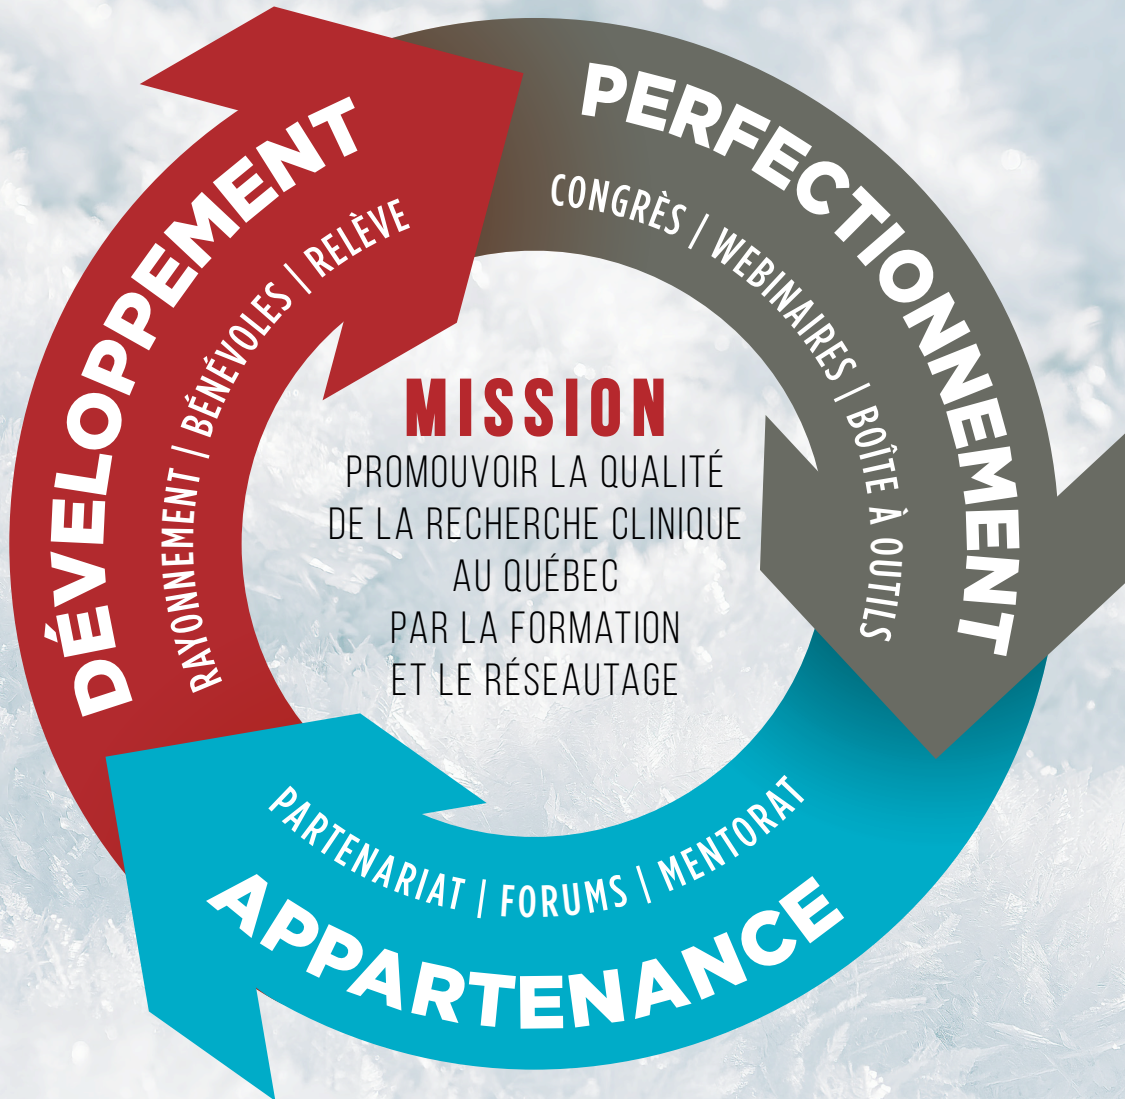 DÉVELOPPEMENT
RAYONNEMENT | BÉNÉVOLES | RELÈVE
PERFECTIONNEMENT
CONGRÈS | WEBINAIRES | BOÎTE À OUTILS
MISSION
PROMOUVOIR LA QUALITÉ
DE LA RECHERCHE CLINIQUE
AU QUÉBEC
PAR LA FORMATION
ET LE RÉSEAUTAGE
PARTENARIAT | FORUMS | MENTORAT
APPARTENANCE